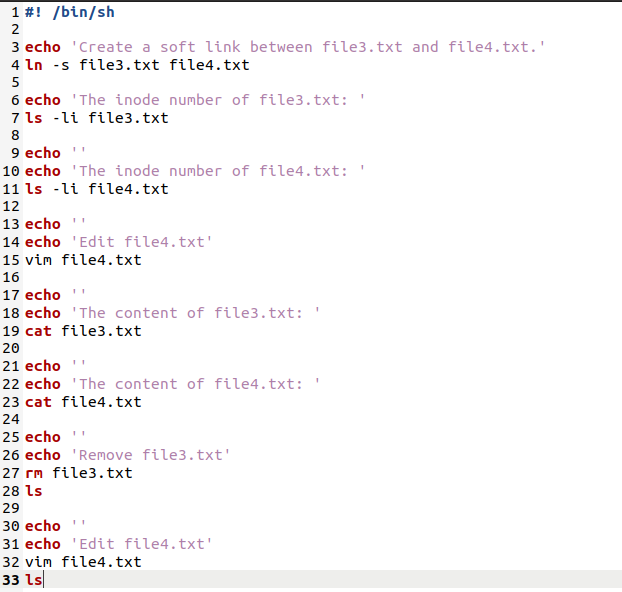 1 #! /bin/sh
2
3 echo 'Create a soft link between file3.txt and file4.txt.'
4 ln -s file3.txt file4.txt
5
6 echo 'The inode number of file3.txt: '
7 ls -li file3.txt
8
9 echo ''
10 echo 'The inode number of file4.txt: '
11 ls -li file4.txt
12
13 echo ''
14 echo 'Edit file4.txt'
15 vim file4.txt
16
17 echo ''
18 echo 'The content of file3.txt: '
19 cat file3.txt
20
21 echo ''
22 echo 'The content of file4.txt: '
23 cat file4.txt
24
25 echo ''
26 echo 'Remove file3.txt'
27 rm file3.txt
28 ls
29
30 echo ''
31 echo 'Edit file4.txt'
32 vim file4.txt
33 ls